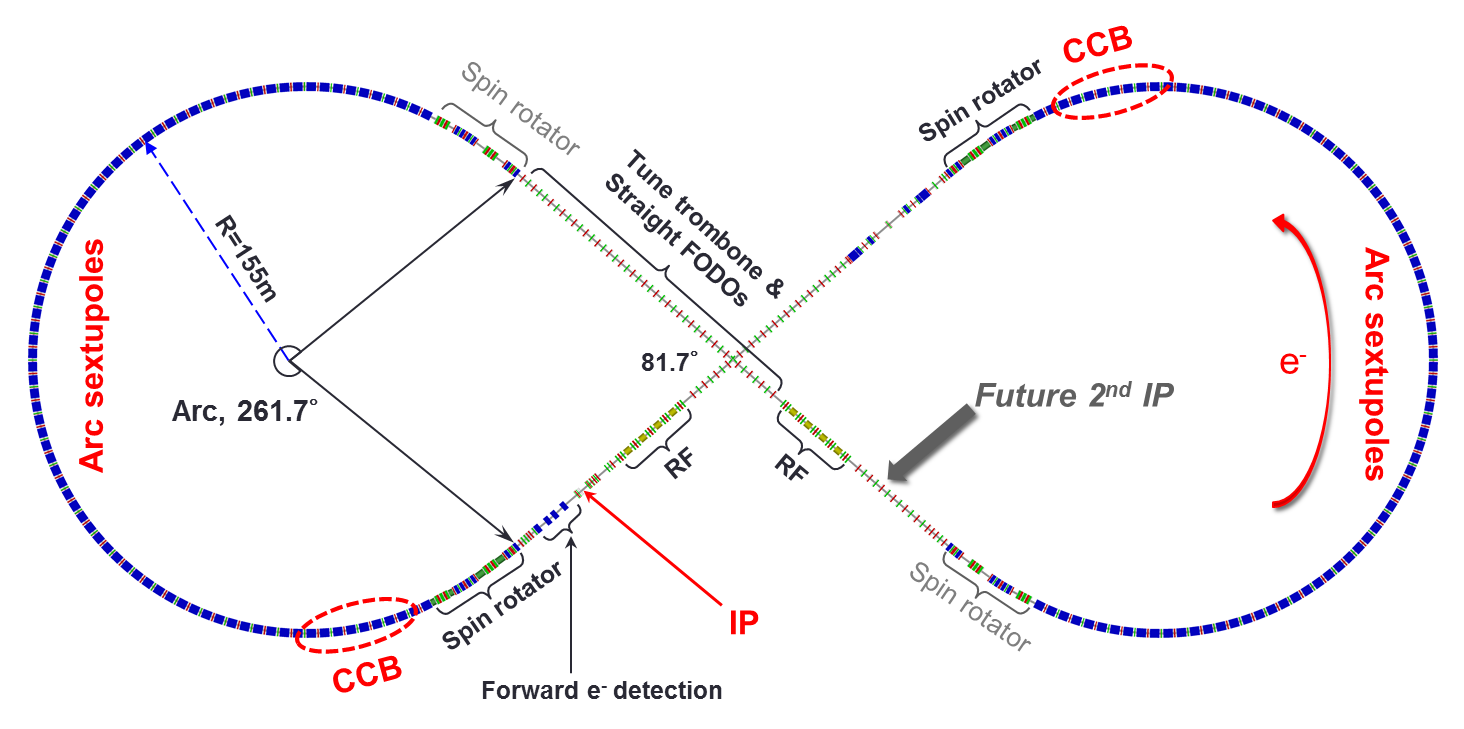 CCB
Spin rotator
Spin rotator
Tune trombone &
Straight FODOs
R=155m
Arc sextupoles
Arc sextupoles
81.7°
e-
Future 2nd IP
Arc, 261.7°
RF
RF
Spin rotator
Spin rotator
IP
CCB
Forward e- detection